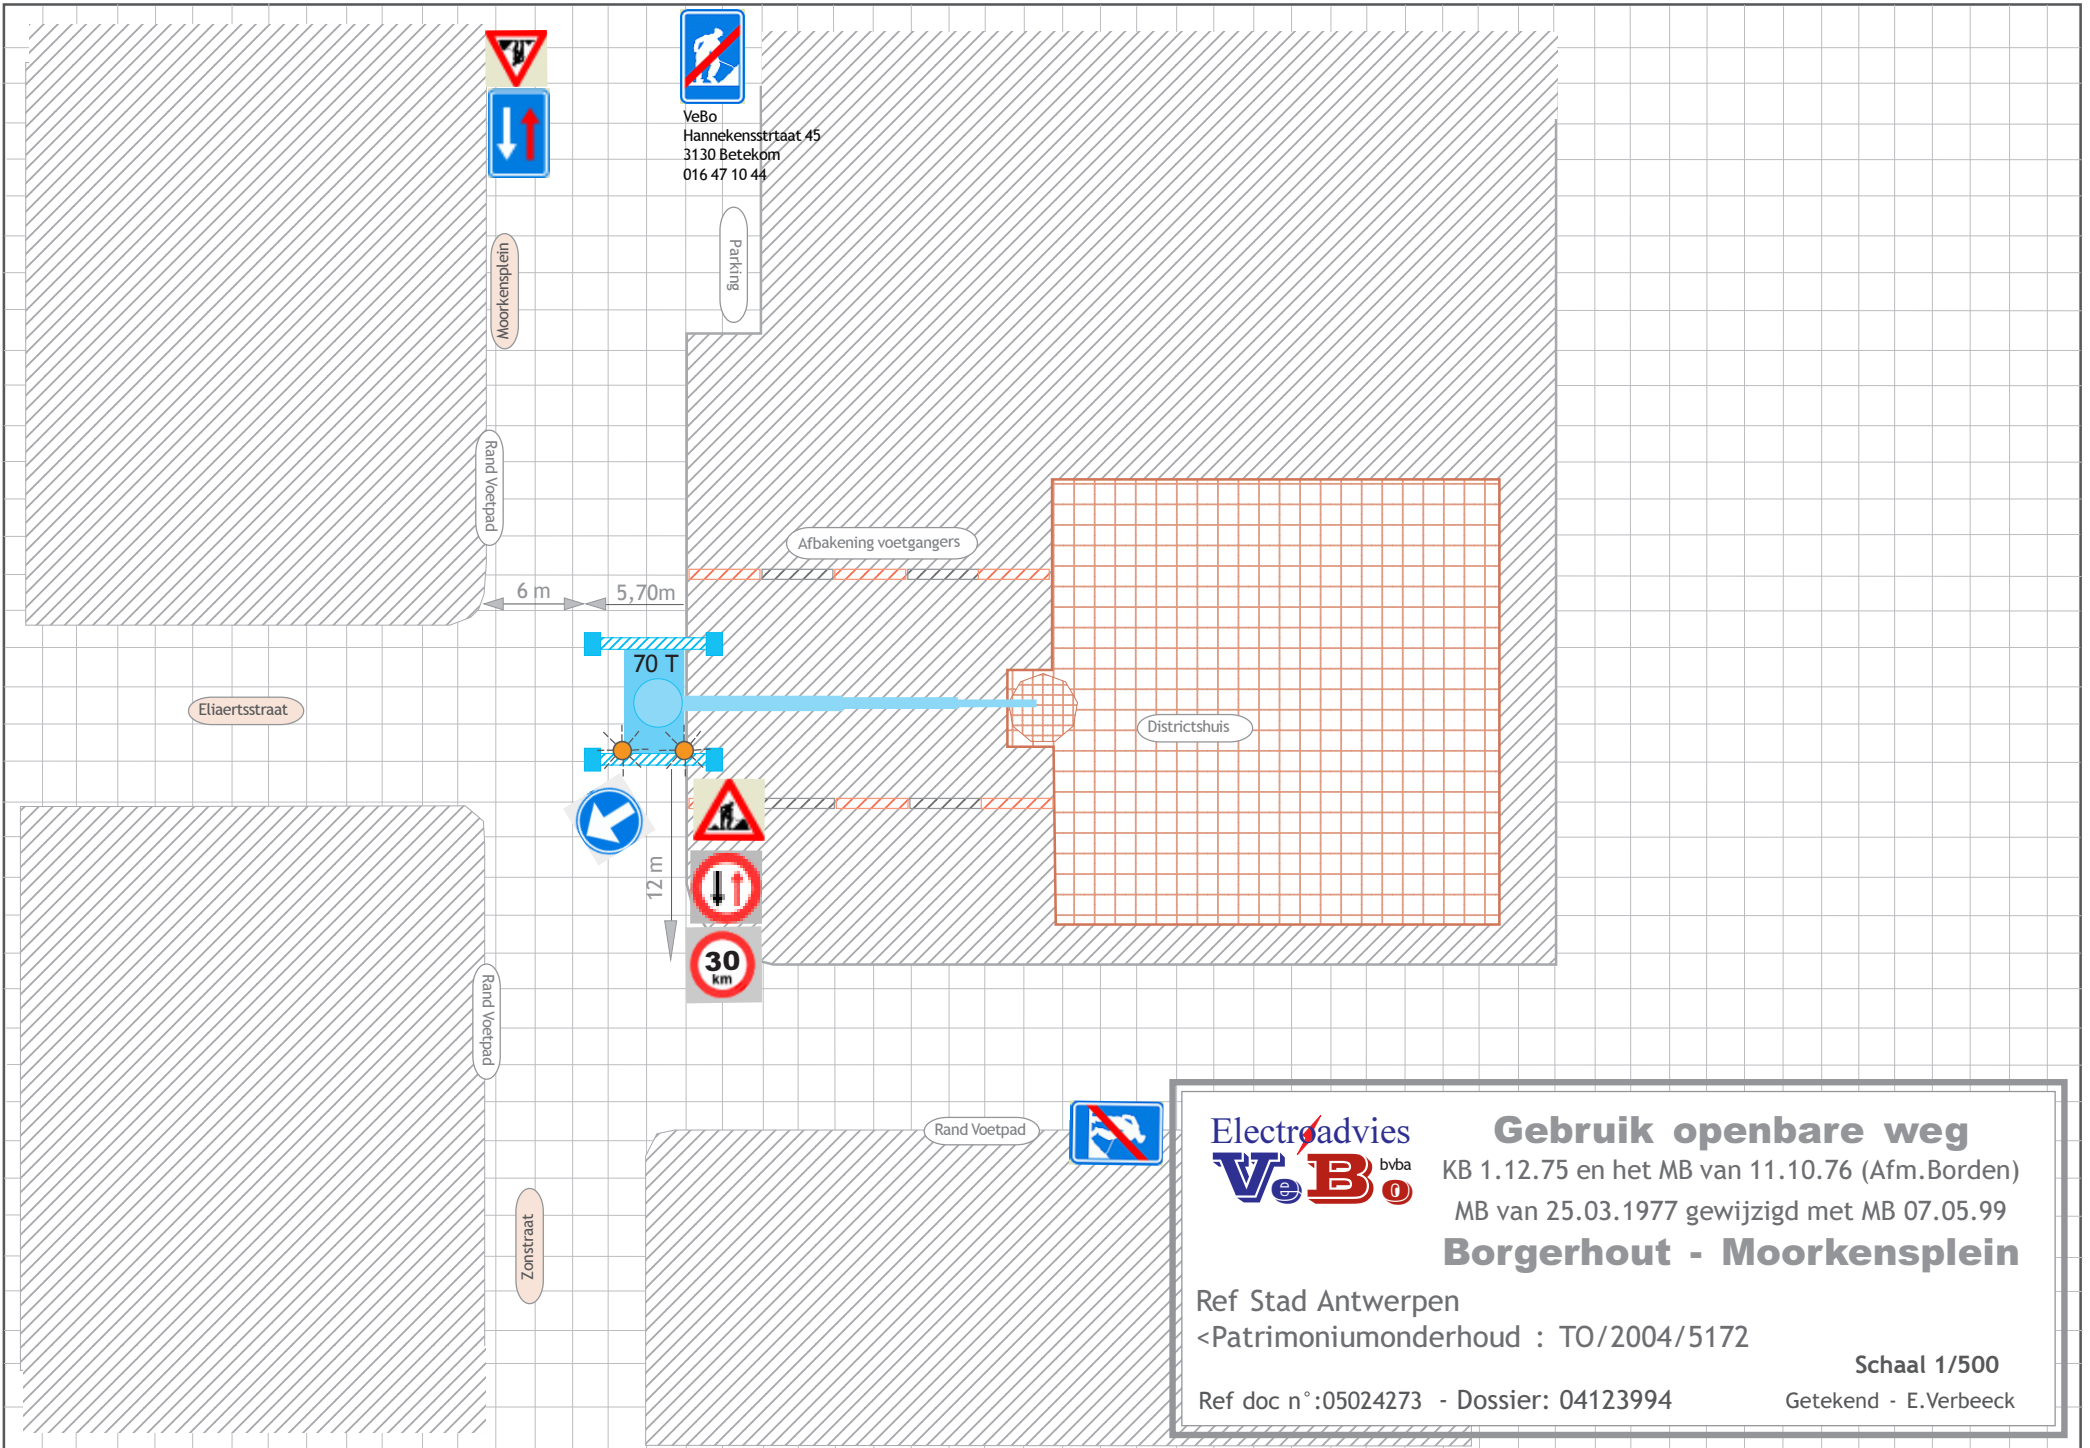 VeBo
Hannekensstrtaat 45
3130 Betekom
016 47 10 44
Moorkensplein
Parking
Rand Voetpad
Afbakening voetgangers
6 m
5,70m
70 T
Eliaertsstraat
Districtshuis
12 m
30
km
Rand Voetpad
Rand Voetpad
Zonstraat
Electroadvies
VeBo bvba
Gebruik openbare weg
KB 1.12.75 en het MB van 11.10.76 (Afm.Borden)
MB van 25.03.1977 gewijzigd met MB 07.05.99
Borgerhout - Moorkensplein
Ref Stad Antwerpen
<Patrimoniumonderhoud : TO/2004/5172
Schaal 1/500
Ref doc n°:05024273 - Dossier: 04123994
Getekend - E.Verbeeck